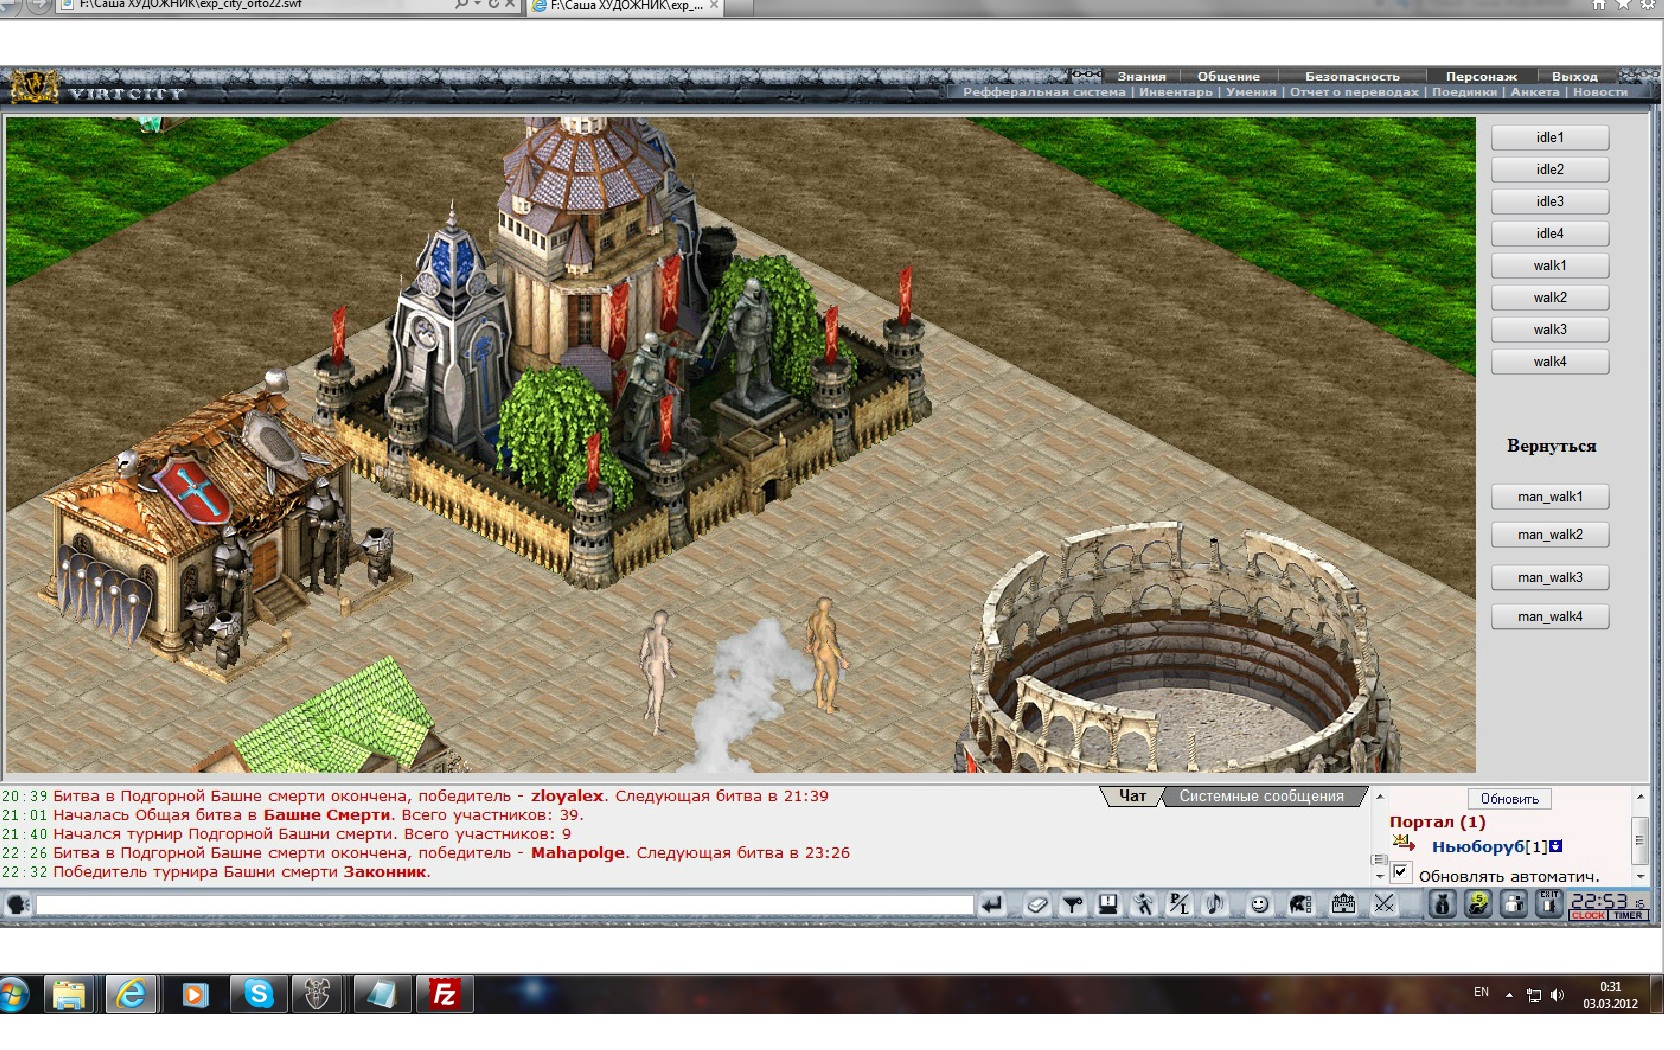 F:\Саша ХУДОЖНИК\exp_city_orto22.swf
F:\Саша ХУДОЖНИК\exp_...
VIRTCITY
Знания | Общение | Безопасность | Персонаж | Выход
Рефферальная система | Инвентарь | Умения | Отчет о переводах | Поединки | Анкета | Новости
idle1
idle2
idle3
idle4
walk1
walk2
walk3
walk4
Вернуться
man_walk1
man_walk2
man_walk3
man_walk4
20:39 Битва в Подгорной Башне смерти окончена, победитель - zloyalex. Следующая битва в 21:39
21:01 Началась Общая битва в Башне Смерти. Всего участников: 39.
21:40 Начался турнир Подгорной Башни смерти. Всего участников: 9
22:26 Битва в Подгорной Башне смерти окончена, победитель - Mahapolge. Следующая битва в 23:26
22:32 Победитель турнира Башни смерти Законник.
Чат
Системные сообщения
Обновить
Портал (1)
Ньюборуб[1]
Обновлять автоматич.
P/L
EXIT
22:53
CLOCK TIMER
EN
0:31
03.03.2012